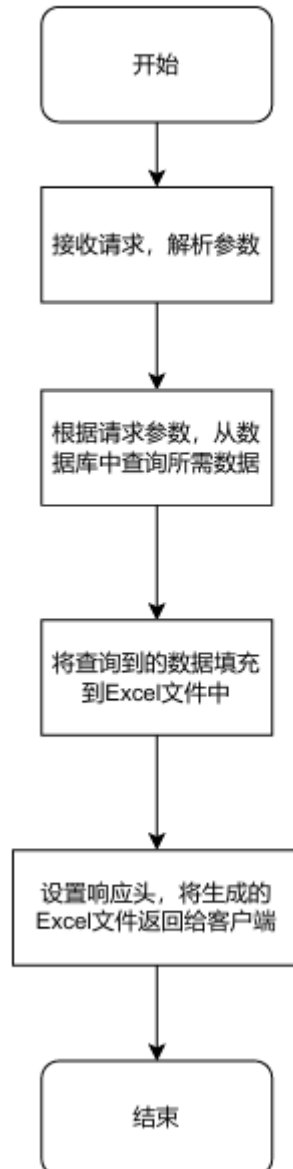 开始
接收请求，解析参数
根据请求参数，从数
据库中查询所需数据
将查询到的数据填充
到Excel文件中
设置响应头，将生成的
Excel文件返回给客户端
结束